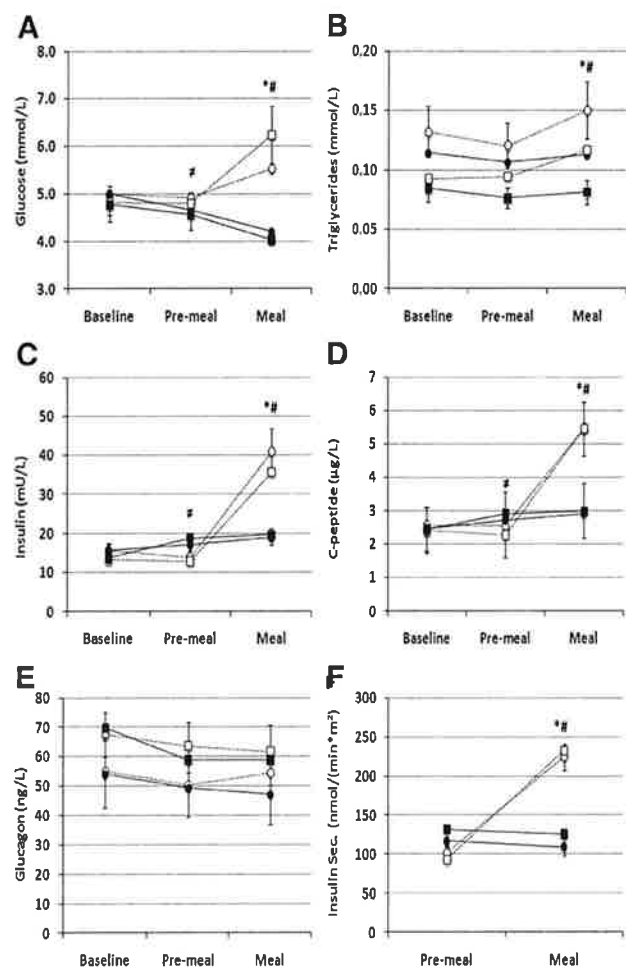 A
B
8.0
7.0
6.0
5.0
4.0
3.0
Glucose (mmol/L)
*#
≠
Baseline Pre-meal Meal
0.20
0.15
0.10
0.05
0.00
Triglycerides (mmol/L)
*#
Baseline Pre-meal Meal
C
D
60
50
40
30
20
10
0
Insulin (mU/L)
*#
≠
Baseline Pre-meal Meal
7
6
5
4
3
2
1
0
C-peptide (µg/L)
*#
#
Baseline Pre-meal Meal
E
F
80
70
60
50
40
30
20
10
0
Glucagon (ng/L)
Baseline Pre-meal Meal
300
250
200
150
100
50
0
Insulin Sec. (nmol/(min*m²)
*#
Pre-meal Meal